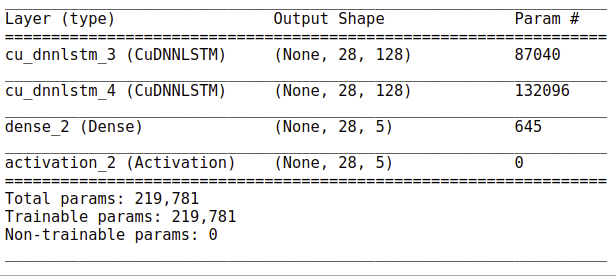 Layer (type) Output Shape Param #
cu_dnnlstm_3 (CuDNNLSTM) (None, 28, 128) 87040
cu_dnnlstm_4 (CuDNNLSTM) (None, 28, 128) 132096
dense_2 (Dense) (None, 28, 5) 645
activation_2 (Activation) (None, 28, 5) 0
Total params: 219,781
Trainable params: 219,781
Non-trainable params: 0